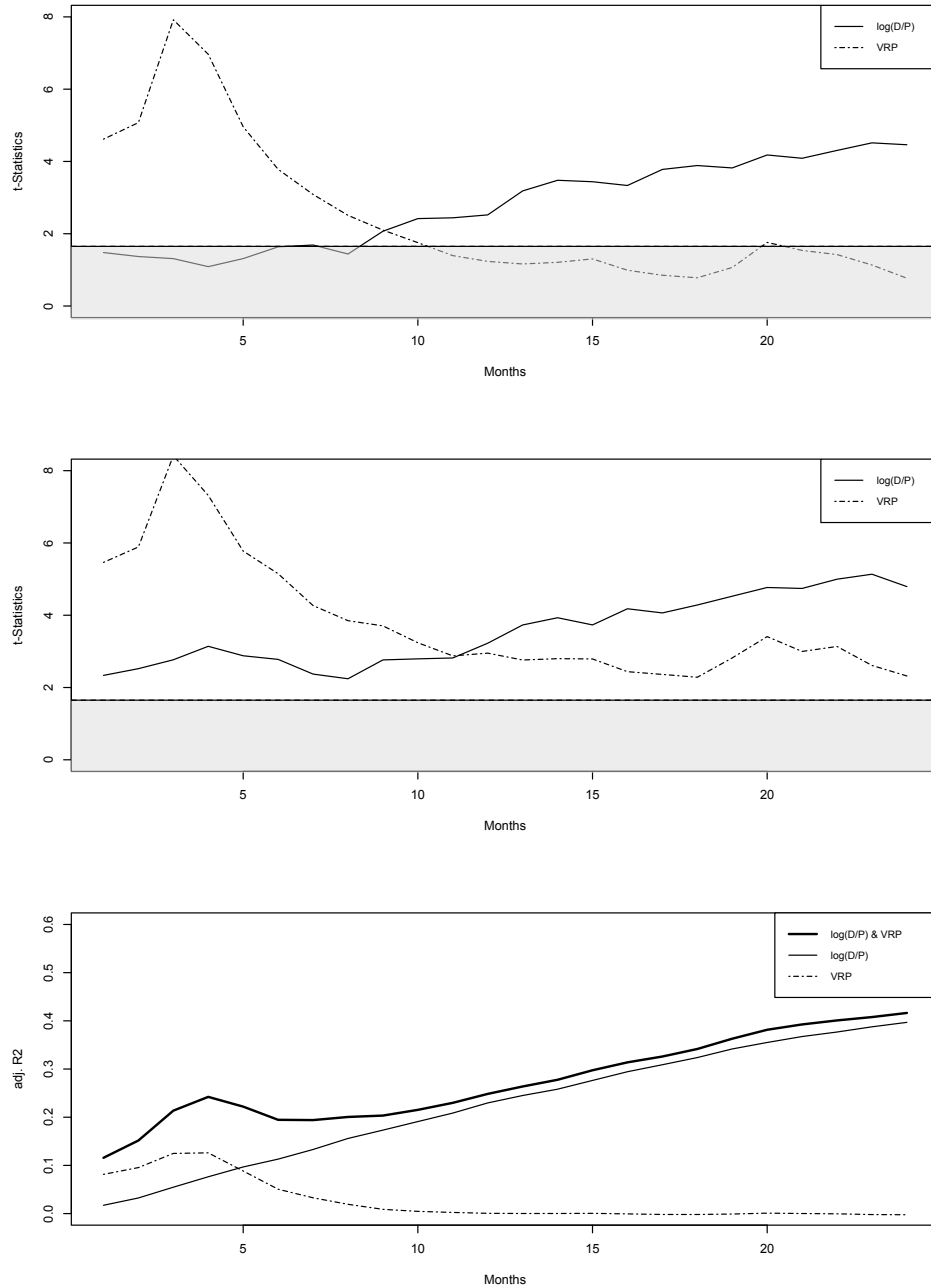 8
6
4
2
0
t-Statistics
log(D/P)
VRP
5
10
15
20
Months
8
6
4
2
0
t-Statistics
log(D/P)
VRP
5
10
15
20
Months
0.6
0.5
0.4
0.3
0.2
0.1
0.0
adj. R2
log(D/P) & VRP
log(D/P)
VRP
5
10
15
20
Months